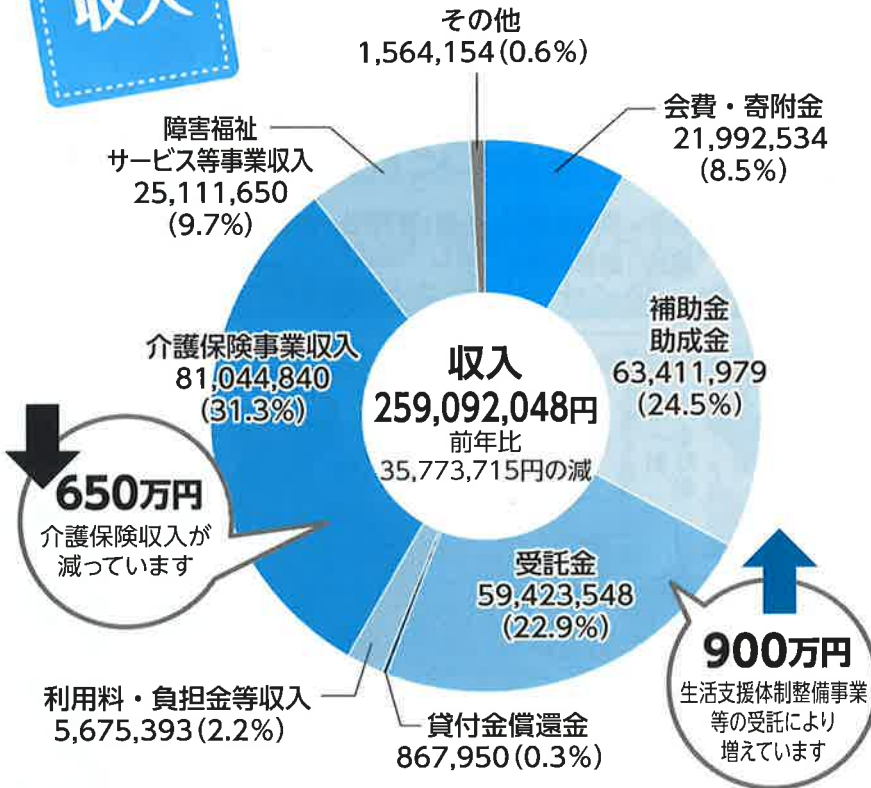 収入
その他
1,564,154(0.6%)
会費・寄附金
21,992,534
(8.5%)
障害福祉
サービス等事業収入
25,111,650
(9.7%)
補助金
助成金
63,411,979
(24.5%)
介護保険事業収入
81,044,840
(31.3%)
収入
259,092,048円
前年比
35,773,715円の減
650万円
介護保険収入が
減っています
受託金
59,423,548
(22.9%)
900万円
生活支援体制整備事業
等の受託により
増えています
利用料・負担金等収入
5,675,393(2.2%)
貸付金償還金
867,950(0.3%)